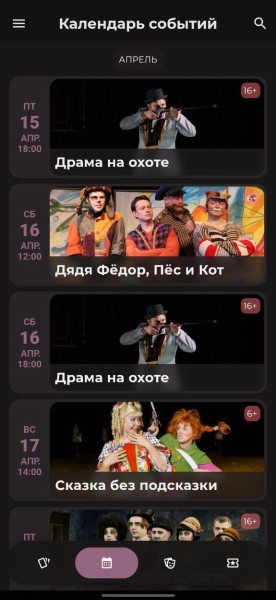 Календарь событий
АПРЕЛЬ
ПТ
15
АПР.
18:00
16+
Драма на охоте
СБ
16
АПР.
12:00
Дядя Фёдор, Пёс и Кот
СБ
16
АПР.
18:00
16+
Драма на охоте
ВС
17
АПР.
14:00
6+
Сказка без подсказки
ПТ
16+